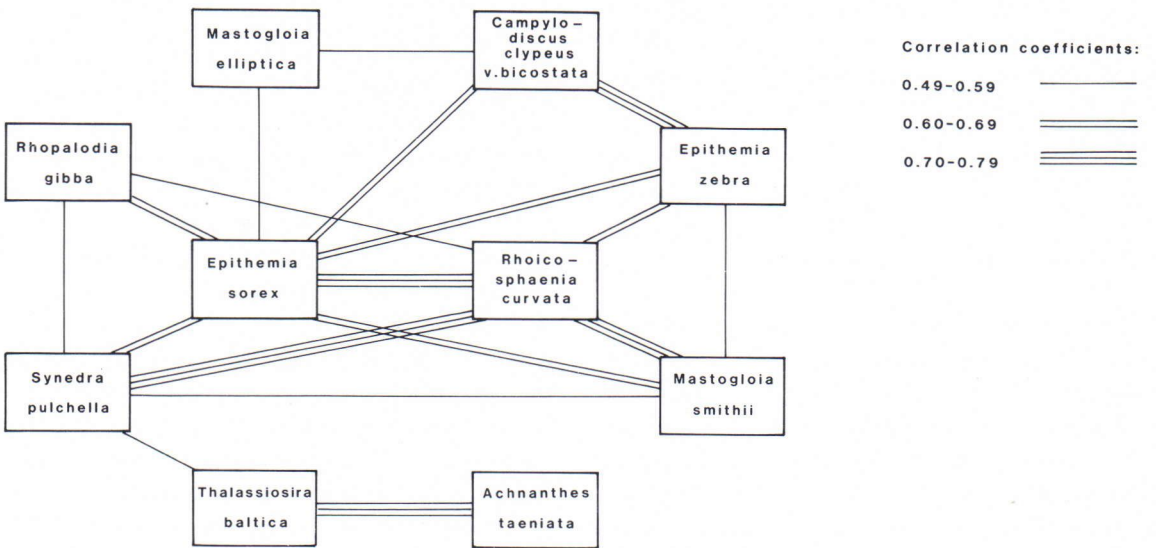 Mastogloia
elliptica
Campylo–
discus
clypeus
v.bicostata
Correlation coefficients:
0.49-0.59
0.60-0.69
0.70-0.79
Rhopalodia
gibba
Epithemia
zebra
Epithemia
sorex
Rhoico–
sphaenia
curvata
Synedra
pulchella
Mastogloia
smithii
Thalassiosira
baltica
Achnanthes
taeniata